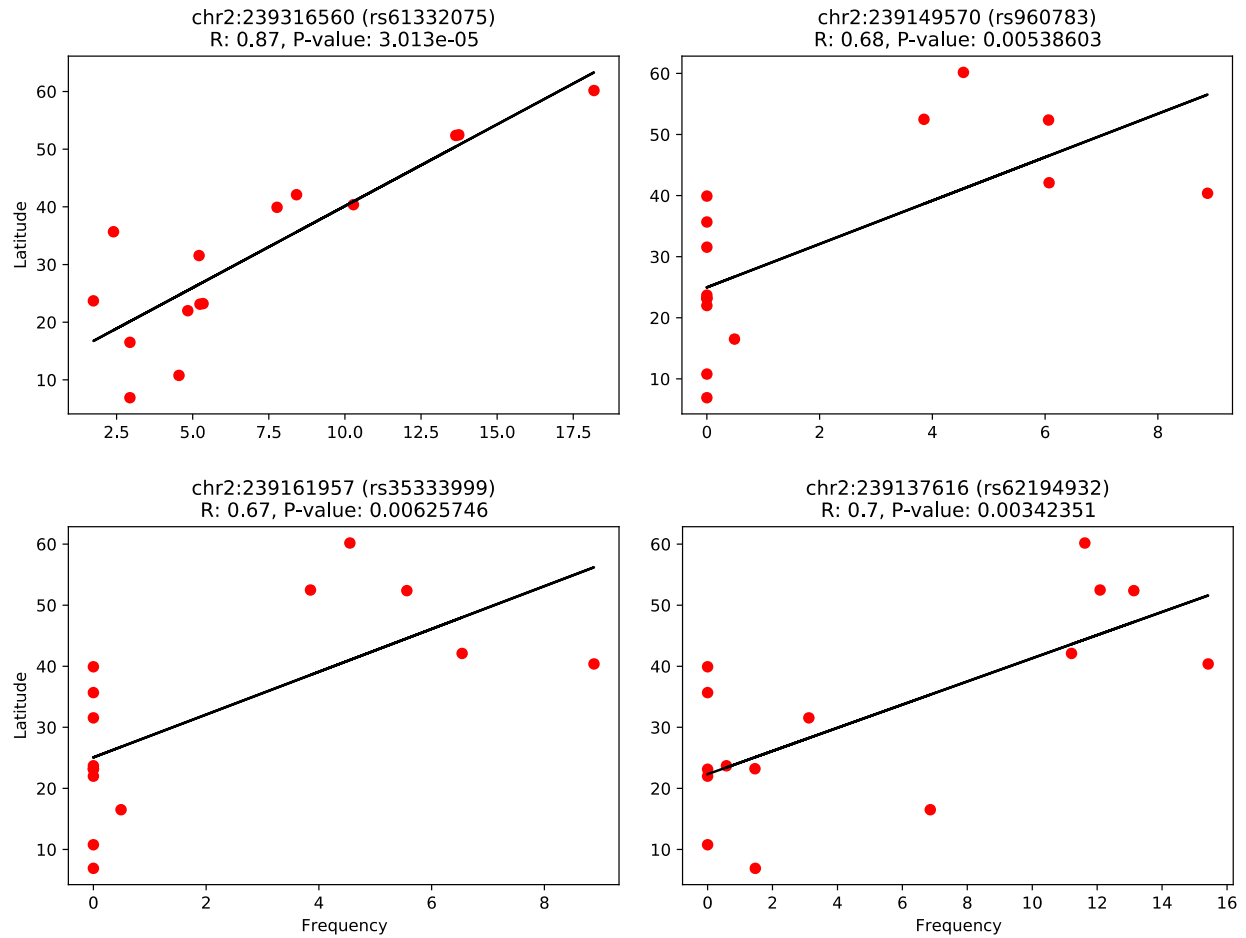 chr2:239316560 (rs61332075)
R: 0.87, P-value: 3.013e-05
60
50
40
30
20
10
Latitude
2.5 5.0 7.5 10.0 12.5 15.0 17.5
chr2:239149570 (rs960783)
R: 0.68, P-value: 0.00538603
60
50
40
30
20
10
0 2 4 6 8
chr2:239161957 (rs35333999)
R: 0.67, P-value: 0.00625746
60
50
40
30
20
10
Latitude
0 2 4 6 8
Frequency
chr2:239137616 (rs62194932)
R: 0.7, P-value: 0.00342351
60
50
40
30
20
10
0 2 4 6 8 10 12 14 16
Frequency